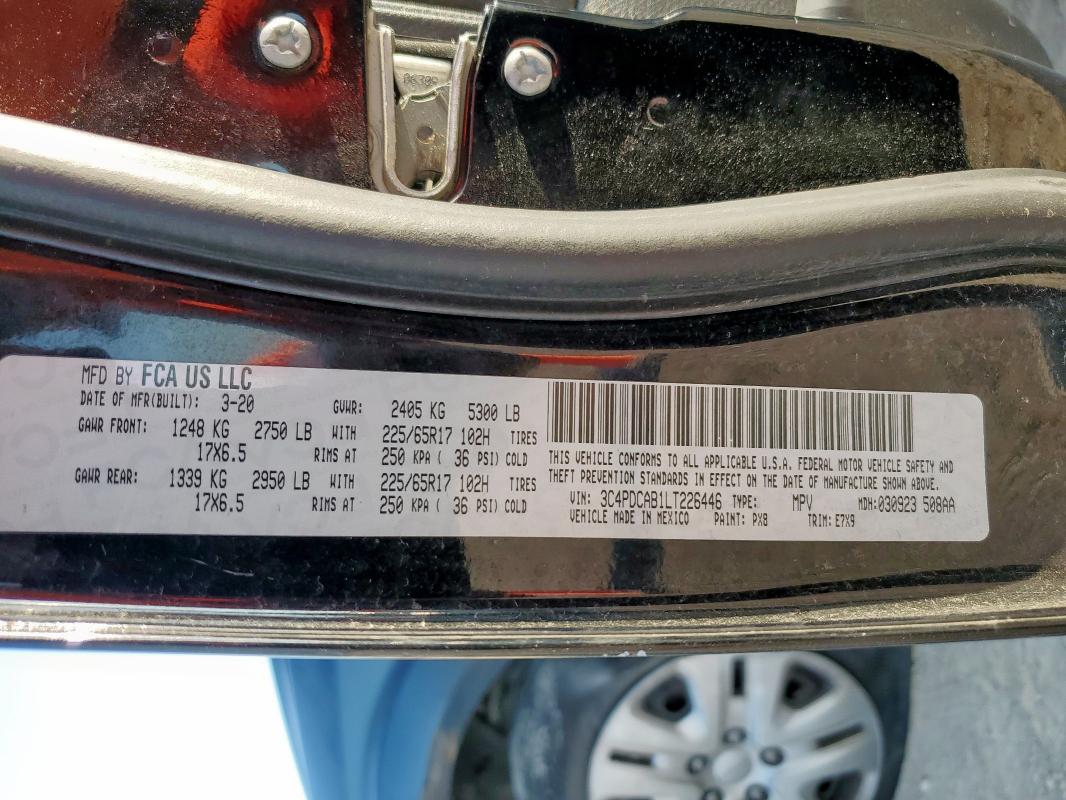 MFD BY FCA US LLC
DATE OF MFR(BUILT): 3-20 GVWR: 2405 KG 5300 LB
GAWR FRONT: 1248 KG 2750 LB WITH 225/65R17 102H TIRES
17X6.5 RIMS AT 250 KPA ( 36 PSI) COLD
GAWR REAR: 1339 KG 2950 LB WITH 225/65R17 102H TIRES
17X6.5 RIMS AT 250 KPA ( 36 PSI) COLD
THIS VEHICLE CONFORMS TO ALL APPLICABLE U.S.A. FEDERAL MOTOR VEHICLE SAFETY AND
THEFT PREVENTION STANDARDS IN EFFECT ON THE DATE OF MANUFACTURE SHOWN ABOVE.
VIN: 3C4PDCAB1LT226446 TYPE: MPV MDH:030923 508AA
VEHICLE MADE IN MEXICO PAINT: PX8 TRIM: E7X9